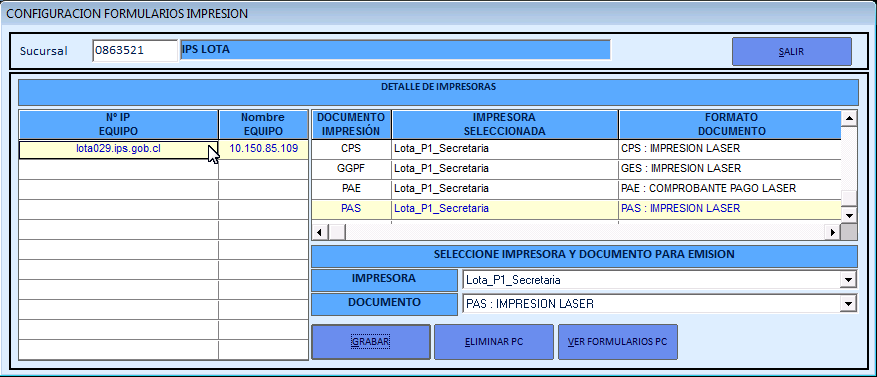 CONFIGURACION FORMULARIOS IMPRESION
Sucursal 0863521 IPS LOTA SALIR
DETALLE DE IMPRESORAS
Nº IP EQUIPO Nombre EQUIPO
lota029.ips.gob.cl 10.150.85.109
DOCUMENTO IMPRESIÓN IMPRESORA SELECCIONADA FORMATO DOCUMENTO
CPS Lota_P1_Secretaria CPS : IMPRESION LASER
GGPF Lota_P1_Secretaria GES : IMPRESION LASER
PAE Lota_P1_Secretaria PAE : COMPROBANTE PAGO LASER
PAS Lota_P1_Secretaria PAS : IMPRESION LASER
SELECCIONE IMPRESORA Y DOCUMENTO PARA EMISION
IMPRESORA Lota_P1_Secretaria
DOCUMENTO PAS : IMPRESION LASER
GRABAR ELIMINAR PC VER FORMULARIOS PC